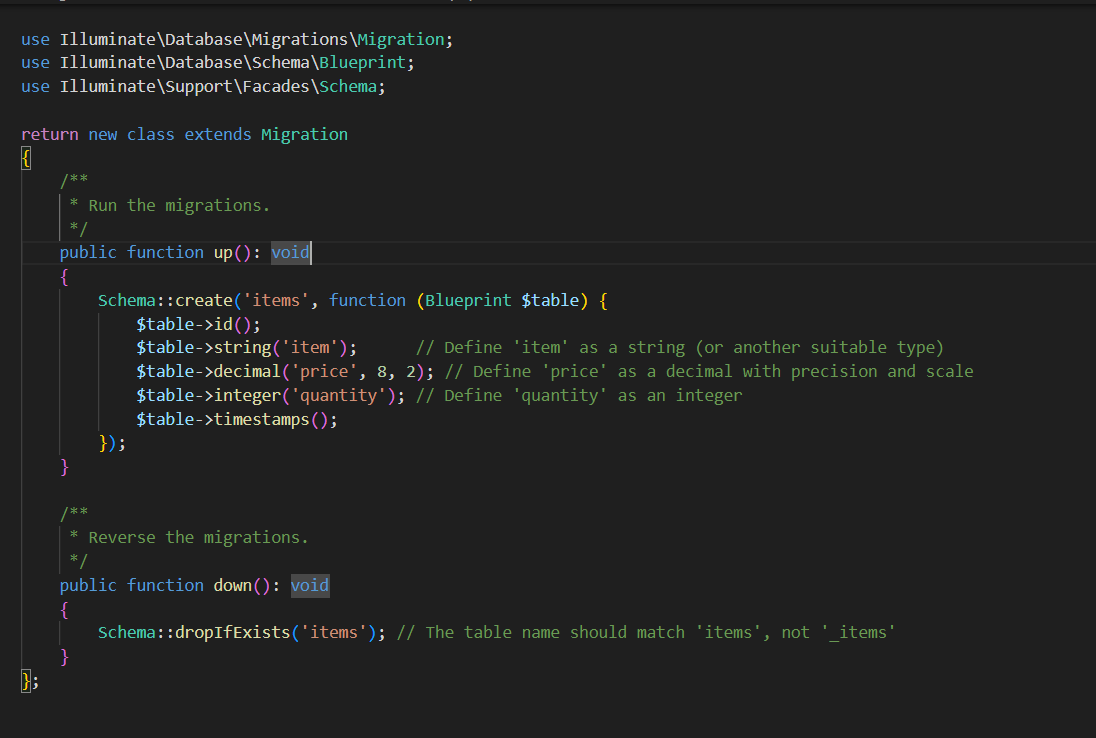 use Illuminate\Database\Migrations\Migration;
use Illuminate\Database\Schema\Blueprint;
use Illuminate\Support\Facades\Schema;
return new class extends Migration
{
    /**
     * Run the migrations.
     */
    public function up(): void
    {
        Schema::create('items', function (Blueprint $table) {
            $table->id();
            $table->string('item');      // Define 'item' as a string (or another suitable type)
            $table->decimal('price', 8, 2); // Define 'price' as a decimal with precision and scale
            $table->integer('quantity'); // Define 'quantity' as an integer
            $table->timestamps();
        });
    }
    /**
     * Reverse the migrations.
     */
    public function down(): void
    {
        Schema::dropIfExists('items'); // The table name should match 'items', not '_items'
    }
};